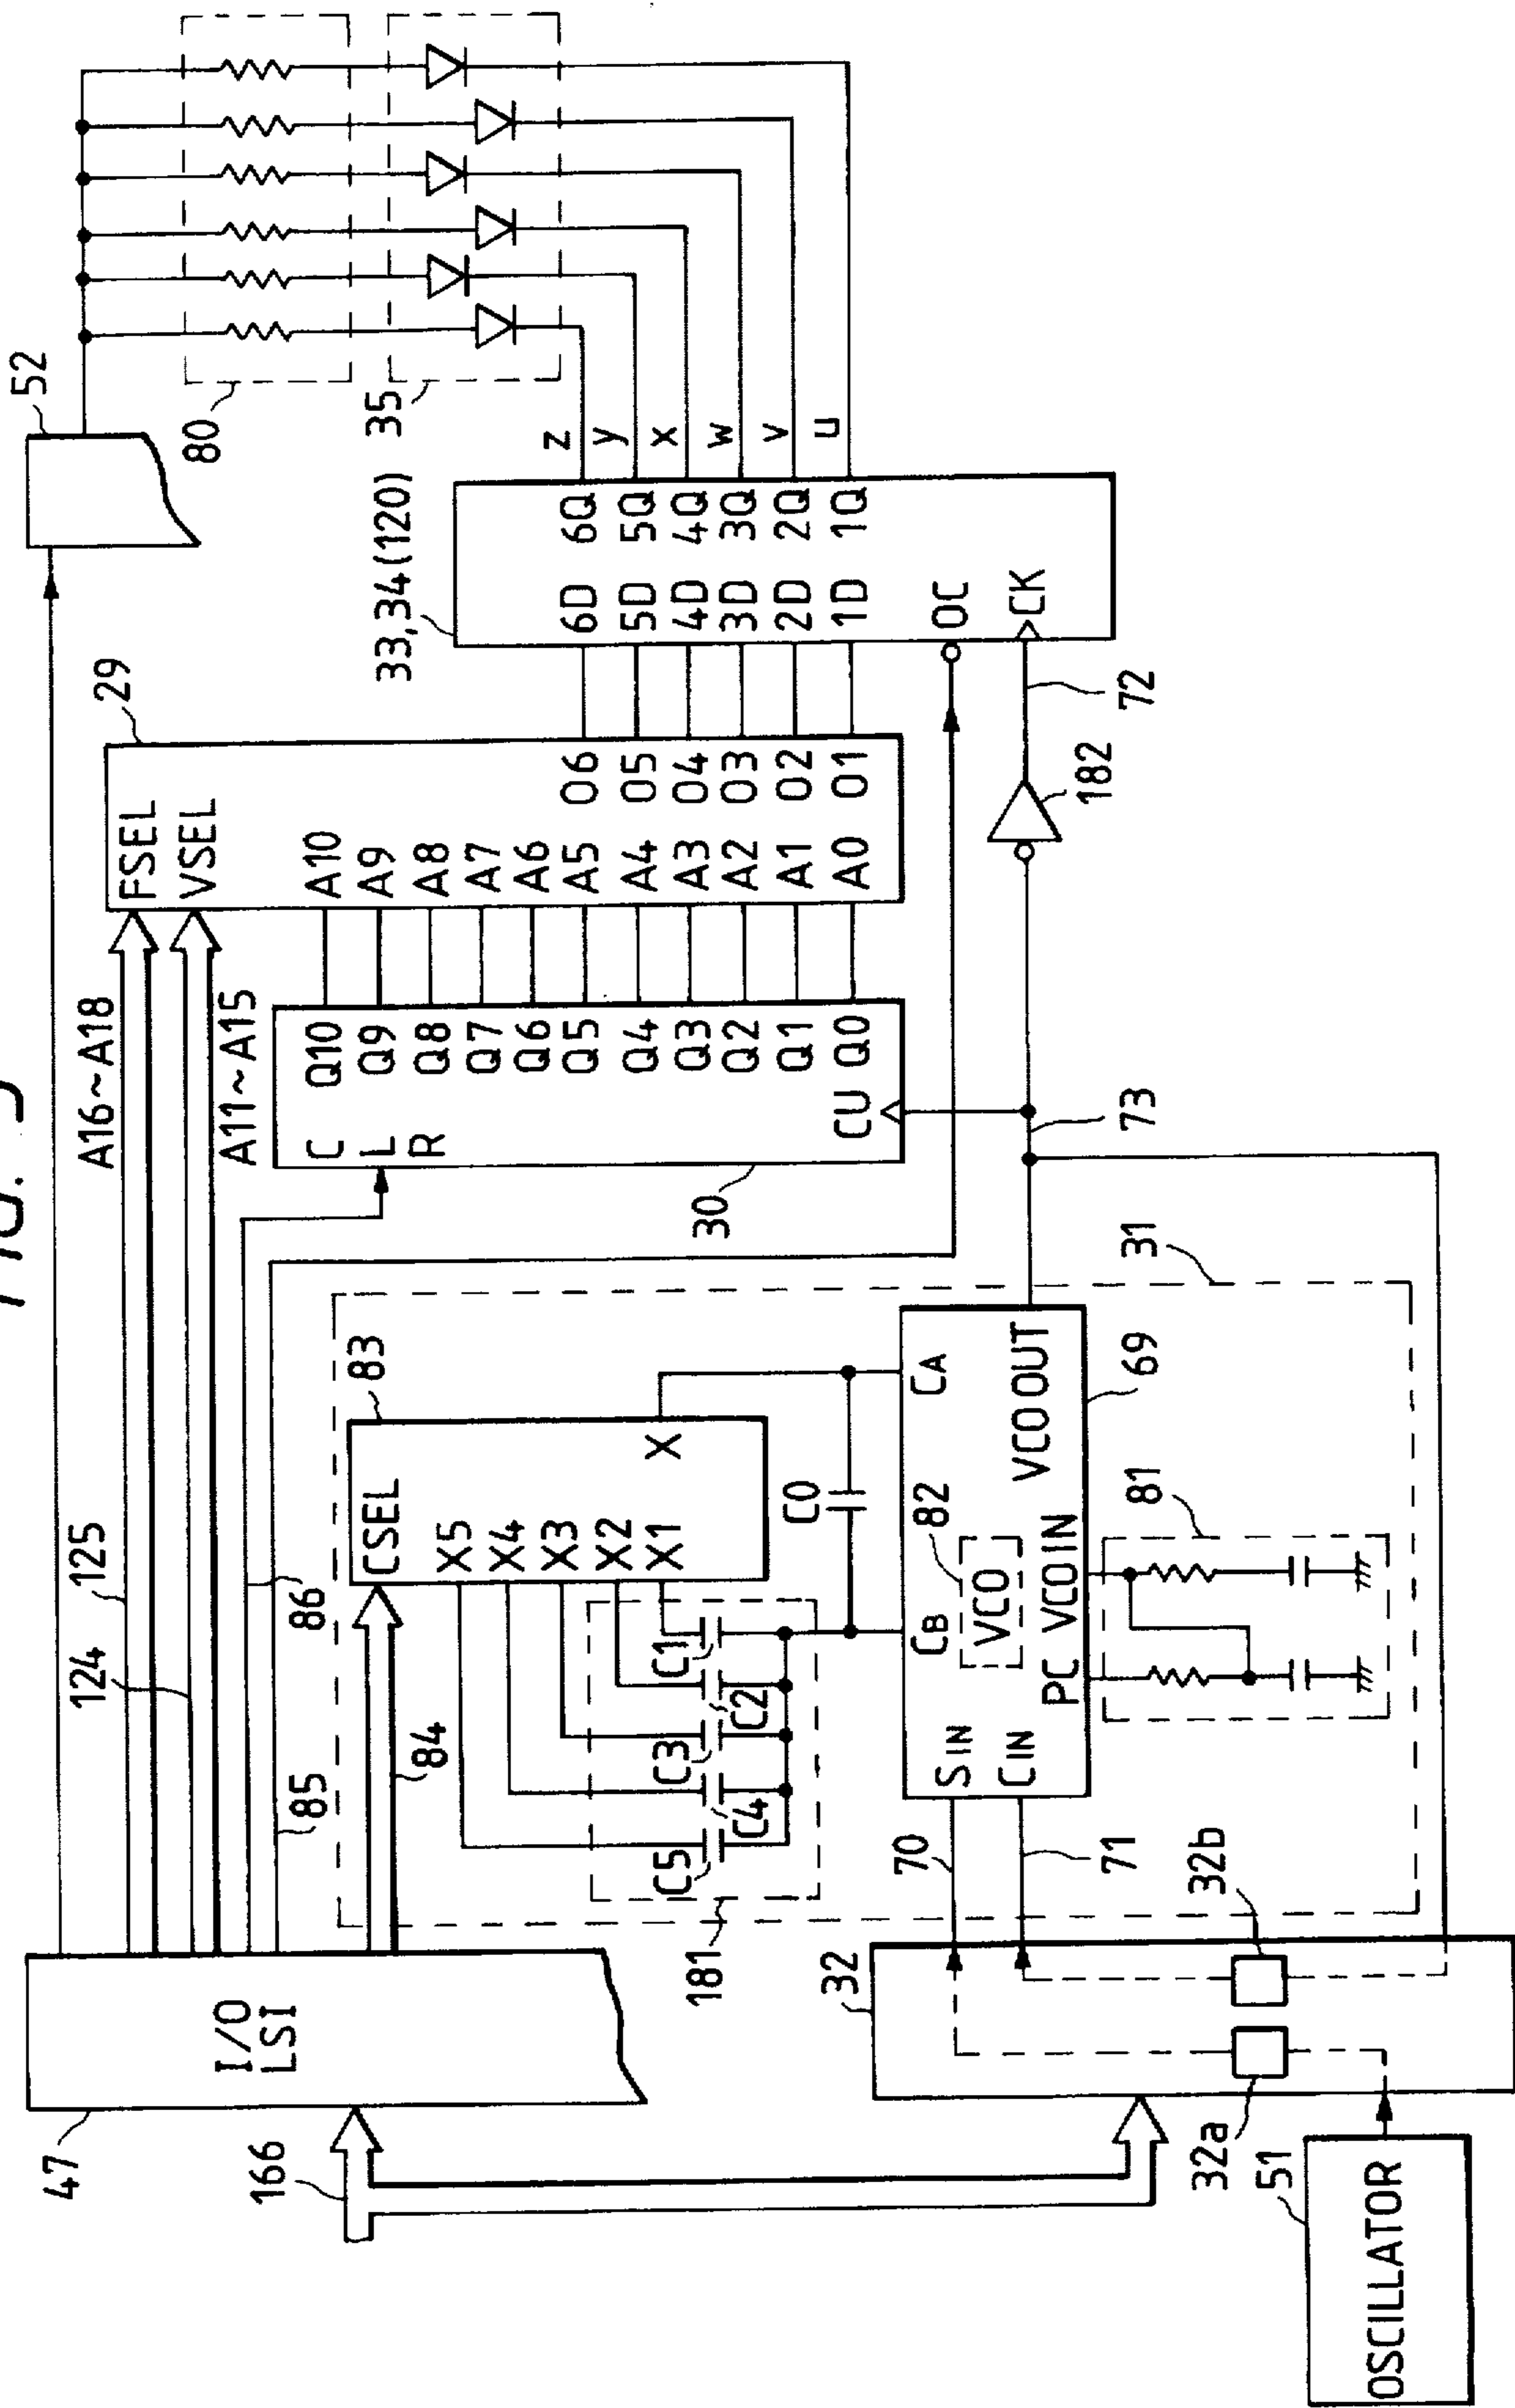 47
I/O
LSI
166
125
124
86
85
84
A16~A18
A11~A15
29
FSEL
VSEL
A10
A9
A8
A7
A6
A5
A4
A3
A2
A1
A0
O6
O5
O4
O3
O2
O1
52
80
35
33,34(120)
6D 6Q
5D 5Q
4D 4Q
3D 3Q
2D 2Q
1D 1Q
OC
CK
z
y
x
w
v
u
C
L
R
Q10
Q9
Q8
Q7
Q6
Q5
Q4
Q3
Q2
Q1
Q0
CU
30
83
CSEL
X5
X4
X3
X2
X1
X
C5
C4
C3
C2
C1
181
C0
31
CB
CA
82
VCO
SIN
CIN
PC
VCOIN
VCOOUT
69
81
70
71
73
182
72
32
32a
32b
51
OSCILLATOR